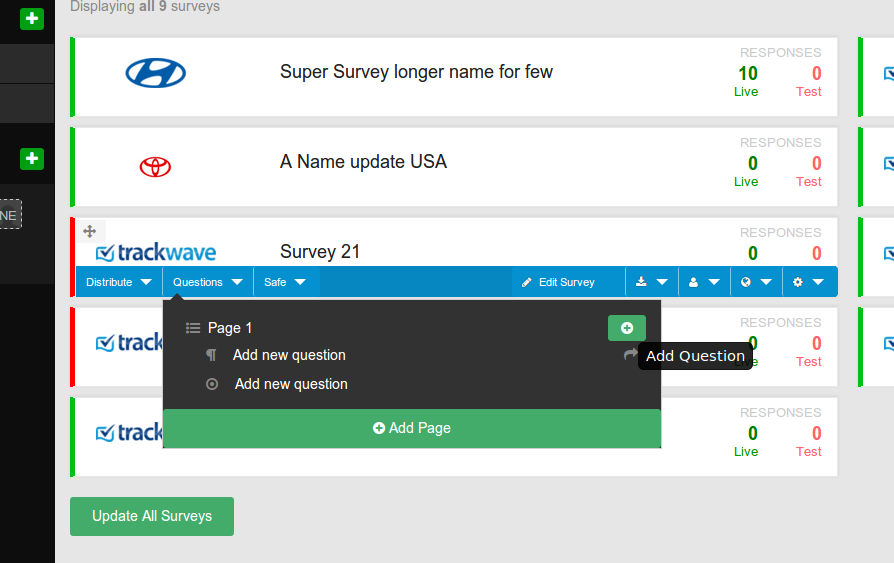 Displaying all 9 surveys
Super Survey longer name for few
RESPONSES
10 0
Live Test
A Name update USA
RESPONSES
0 0
Live Test
NE
trackwave
Survey 21
RESPONSES
0 0
Distribute Questions Safe Edit Survey
RESPONSES
0 0
Live Test
track
Page 1
Add new question
Add Question
Add new question
Add Page
track
RESPONSES
0 0
Live Test
Update All Surveys